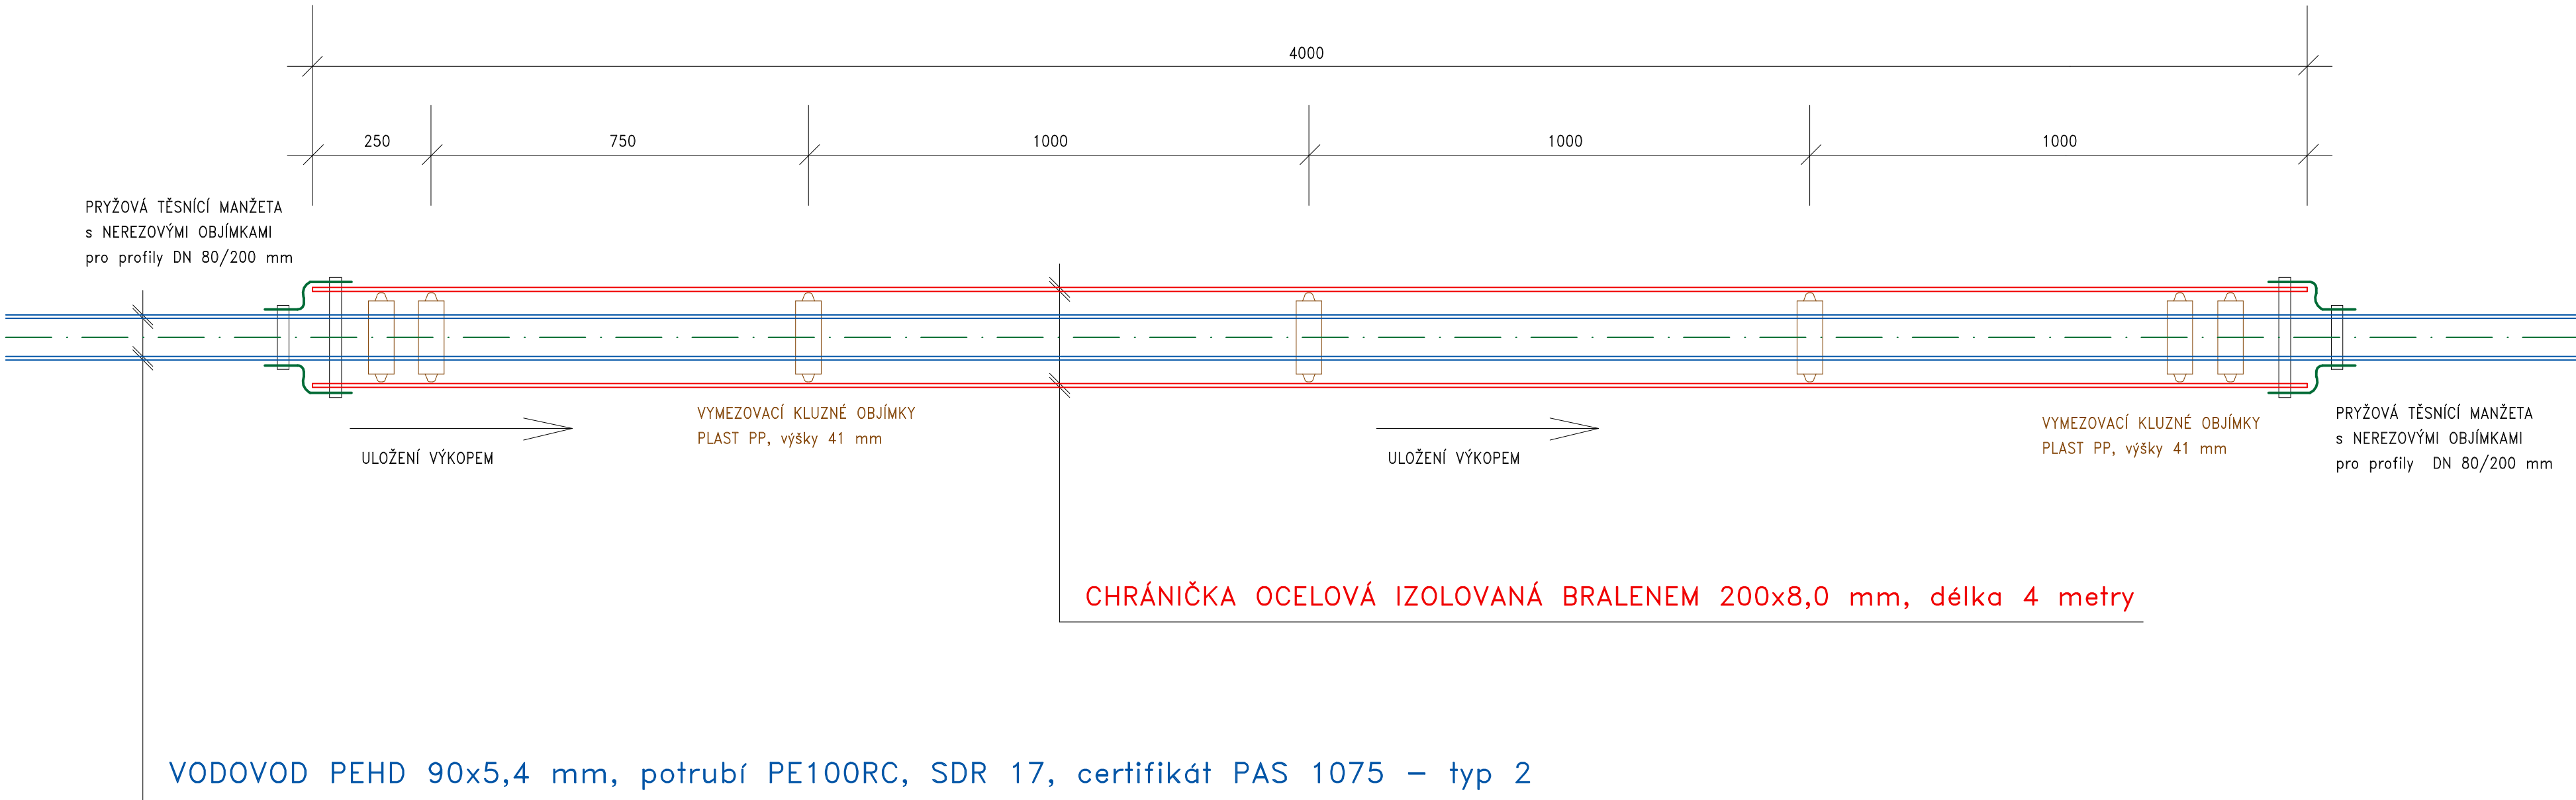 4000
250
750
1000
1000
1000
PRYŽOVÁ TĚSNÍCÍ MANŽETA
s NEREZOVÝMI OBJÍMKAMI
pro profily DN 80/200 mm
VYMEZOVACÍ KLUZNÉ OBJÍMKY
PLAST PP, výšky 41 mm
ULOŽENÍ VÝKOPEM
ULOŽENÍ VÝKOPEM
VYMEZOVACÍ KLUZNÉ OBJÍMKY
PLAST PP, výšky 41 mm
PRYŽOVÁ TĚSNÍCÍ MANŽETA
s NEREZOVÝMI OBJÍMKAMI
pro profily DN 80/200 mm
CHRÁNIČKA OCELOVÁ IZOLOVANÁ BRALENEM 200x8,0 mm, délka 4 metry
VODOVOD PEHD 90x5,4 mm, potrubí PE100RC, SDR 17, certifikát PAS 1075 – typ 2